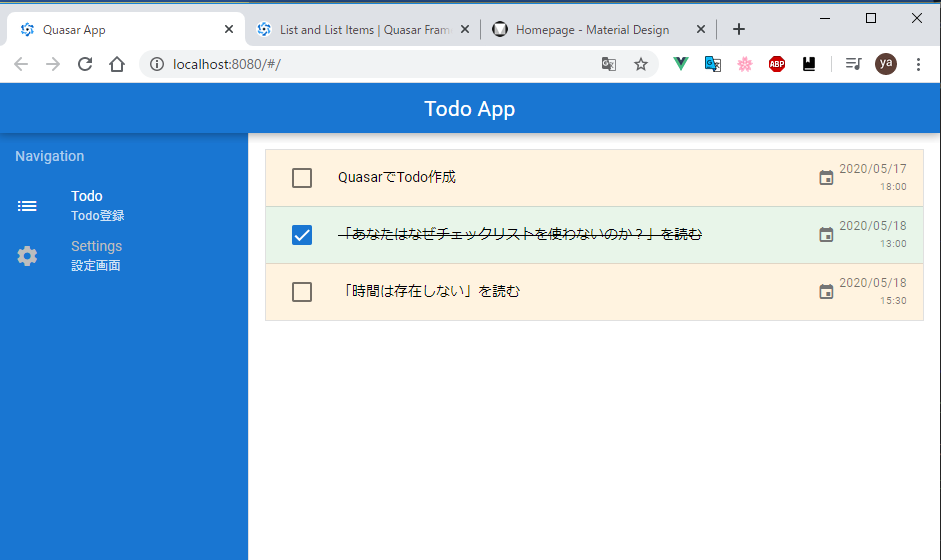 Quasar App
List and List Items | Quasar Fram
Homepage - Material Design
localhost:8080/#/
ABP
ya
Todo App
Navigation
Todo
Todo登録
Settings
設定画面
QuasarでTodo作成
2020/05/17
18:00
「あなたはなぜチェックリストを使わないのか？」を読む
2020/05/18
13:00
「時間は存在しない」を読む
2020/05/18
15:30